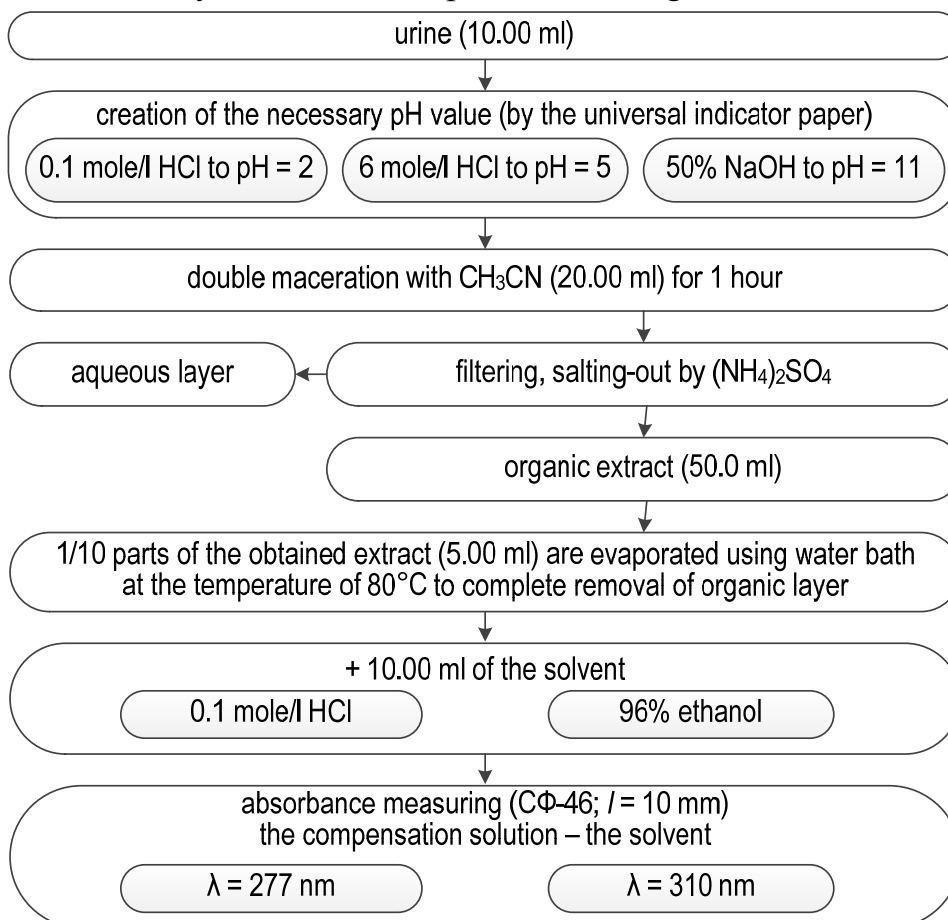 urine (10.00 ml)
creation of the necessary pH value (by the universal indicator paper)
0.1 mole/l HCl to pH = 2
6 mole/l HCl to pH = 5
50% NaOH to pH = 11
double maceration with CH₃CN (20.00 ml) for 1 hour
aqueous layer
filtering, salting-out by (NH₄)₂SO₄
organic extract (50.0 ml)
1/10 parts of the obtained extract (5.00 ml) are evaporated using water bath
at the temperature of 80°C to complete removal of organic layer
+ 10.00 ml of the solvent
0.1 mole/l HCl
96% ethanol
absorbance measuring (СФ-46; l = 10 mm)
the compensation solution – the solvent
λ = 277 nm
λ = 310 nm